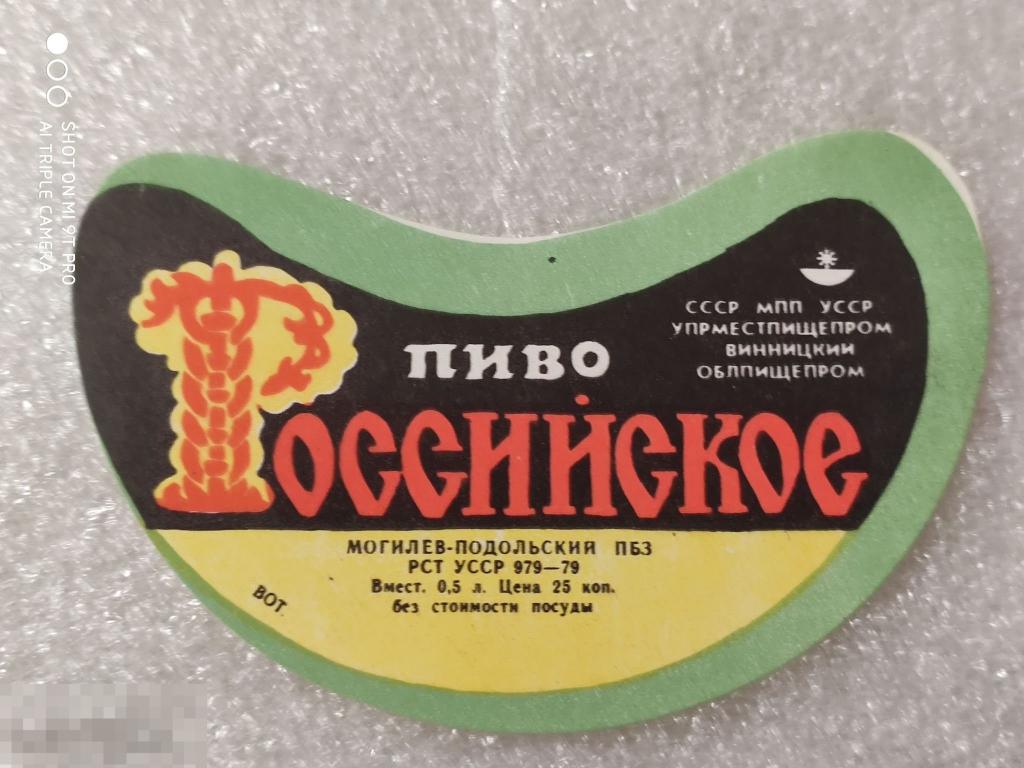 ПИВО
Российское
СССР МПП УССР
УПРМЕСТПИЩЕПРОМ
ВИННИЦКИЙ
ОБЛПИЩЕПРОМ
МОГИЛЕВ-ПОДОЛЬСКИЙ ПБЗ
РСТ УССР 979—79
Вмест. 0,5 л. Цена 25 коп.
без стоимости посуды
ВОТ.
SHOT ON MI 9T PRO
AI TRIPLE CAMERA